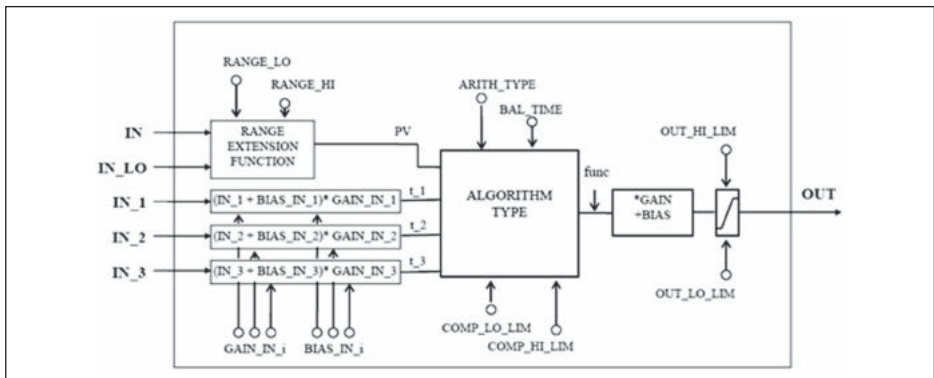 RANGE_LO
RANGE_HI
ARITH_TYPE
BAL_TIME
OUT_HI_LIM
IN
IN_LO
RANGE
EXTENSION
FUNCTION
PV
ALGORITHM
TYPE
func
*GAIN
+BIAS
OUT
IN_1
(IN_1 + BIAS_IN_1)* GAIN_IN_1
t_1
IN_2
(IN_2 + BIAS_IN_2)* GAIN_IN_2
t_2
IN_3
(IN_3 + BIAS_IN_3)* GAIN_IN_3
t_3
OUT_LO_LIM
GAIN_IN_i
BIAS_IN_i
COMP_LO_LIM
COMP_HI_LIM